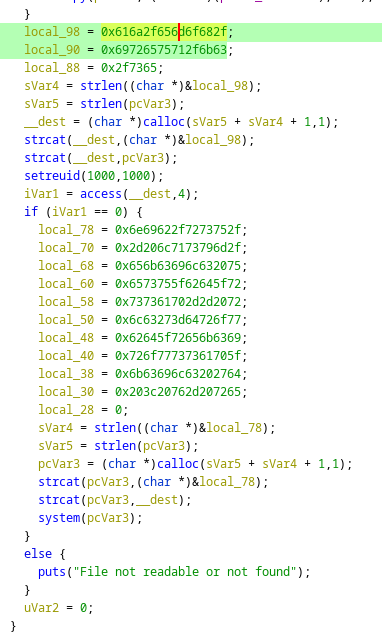 }
local_98 = 0x616a2f656d6f682f;
local_90 = 0x69726575712f6b63;
local_88 = 0x2f7365;
sVar4 = strlen((char *)&local_98);
sVar5 = strlen(pcVar3);
__dest = (char *)calloc(sVar5 + sVar4 + 1,1);
strcat(__dest,(char *)&local_98);
strcat(__dest,pcVar3);
setreuid(1000,1000);
iVar1 = access(__dest,4);
if (iVar1 == 0) {
local_78 = 0x6e69622f7273752f;
local_70 = 0x2d206c7173796d2f;
local_68 = 0x656b63696c632075;
local_60 = 0x6573755f62645f72;
local_58 = 0x737361702d2d2072;
local_50 = 0x6c63273d64726f77;
local_48 = 0x62645f72656b6369;
local_40 = 0x726f77737361705f;
local_38 = 0x6b63696c63202764;
local_30 = 0x203c20762d207265;
local_28 = 0;
sVar4 = strlen((char *)&local_78);
sVar5 = strlen(pcVar3);
pcVar3 = (char *)calloc(sVar5 + sVar4 + 1,1);
strcat(pcVar3,(char *)&local_78);
strcat(pcVar3,__dest);
system(pcVar3);
}
else {
puts("File not readable or not found");
}
uVar2 = 0;
}